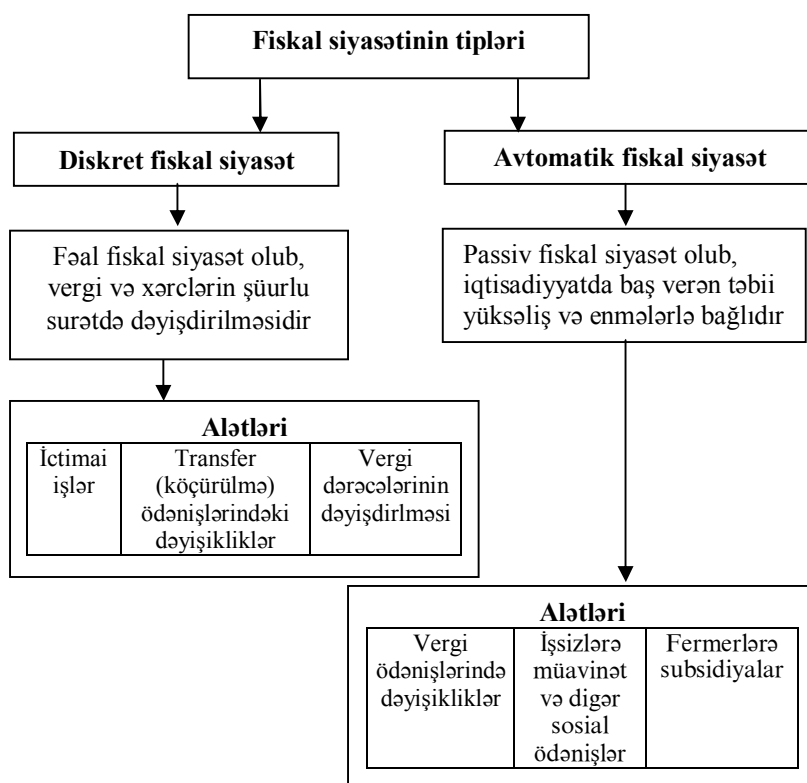 Fiskal siyasətinin tipləri
Diskret fiskal siyasət
Avtomatik fiskal siyasət
Fəal fiskal siyasət olub,
vergi və xərclərin şüurlu
surətdə dəyişdirilməsidir
Passiv fiskal siyasət olub,
iqtisadiyyatda baş verən təbii
yüksəliş və enmələrlə bağlıdır
Alətləri
İctimai
işlər
Transfer
(köçürülmə)
ödənişlərindəki
dəyişikliklər
Vergi
dərəcələrinin
dəyişdirlməsi
Alətləri
Vergi
ödənişlərində
dəyişikliklər
İşsizlərə
müavinət
və digər
sosial
ödənişlər
Fermerlərə
subsidiyalar